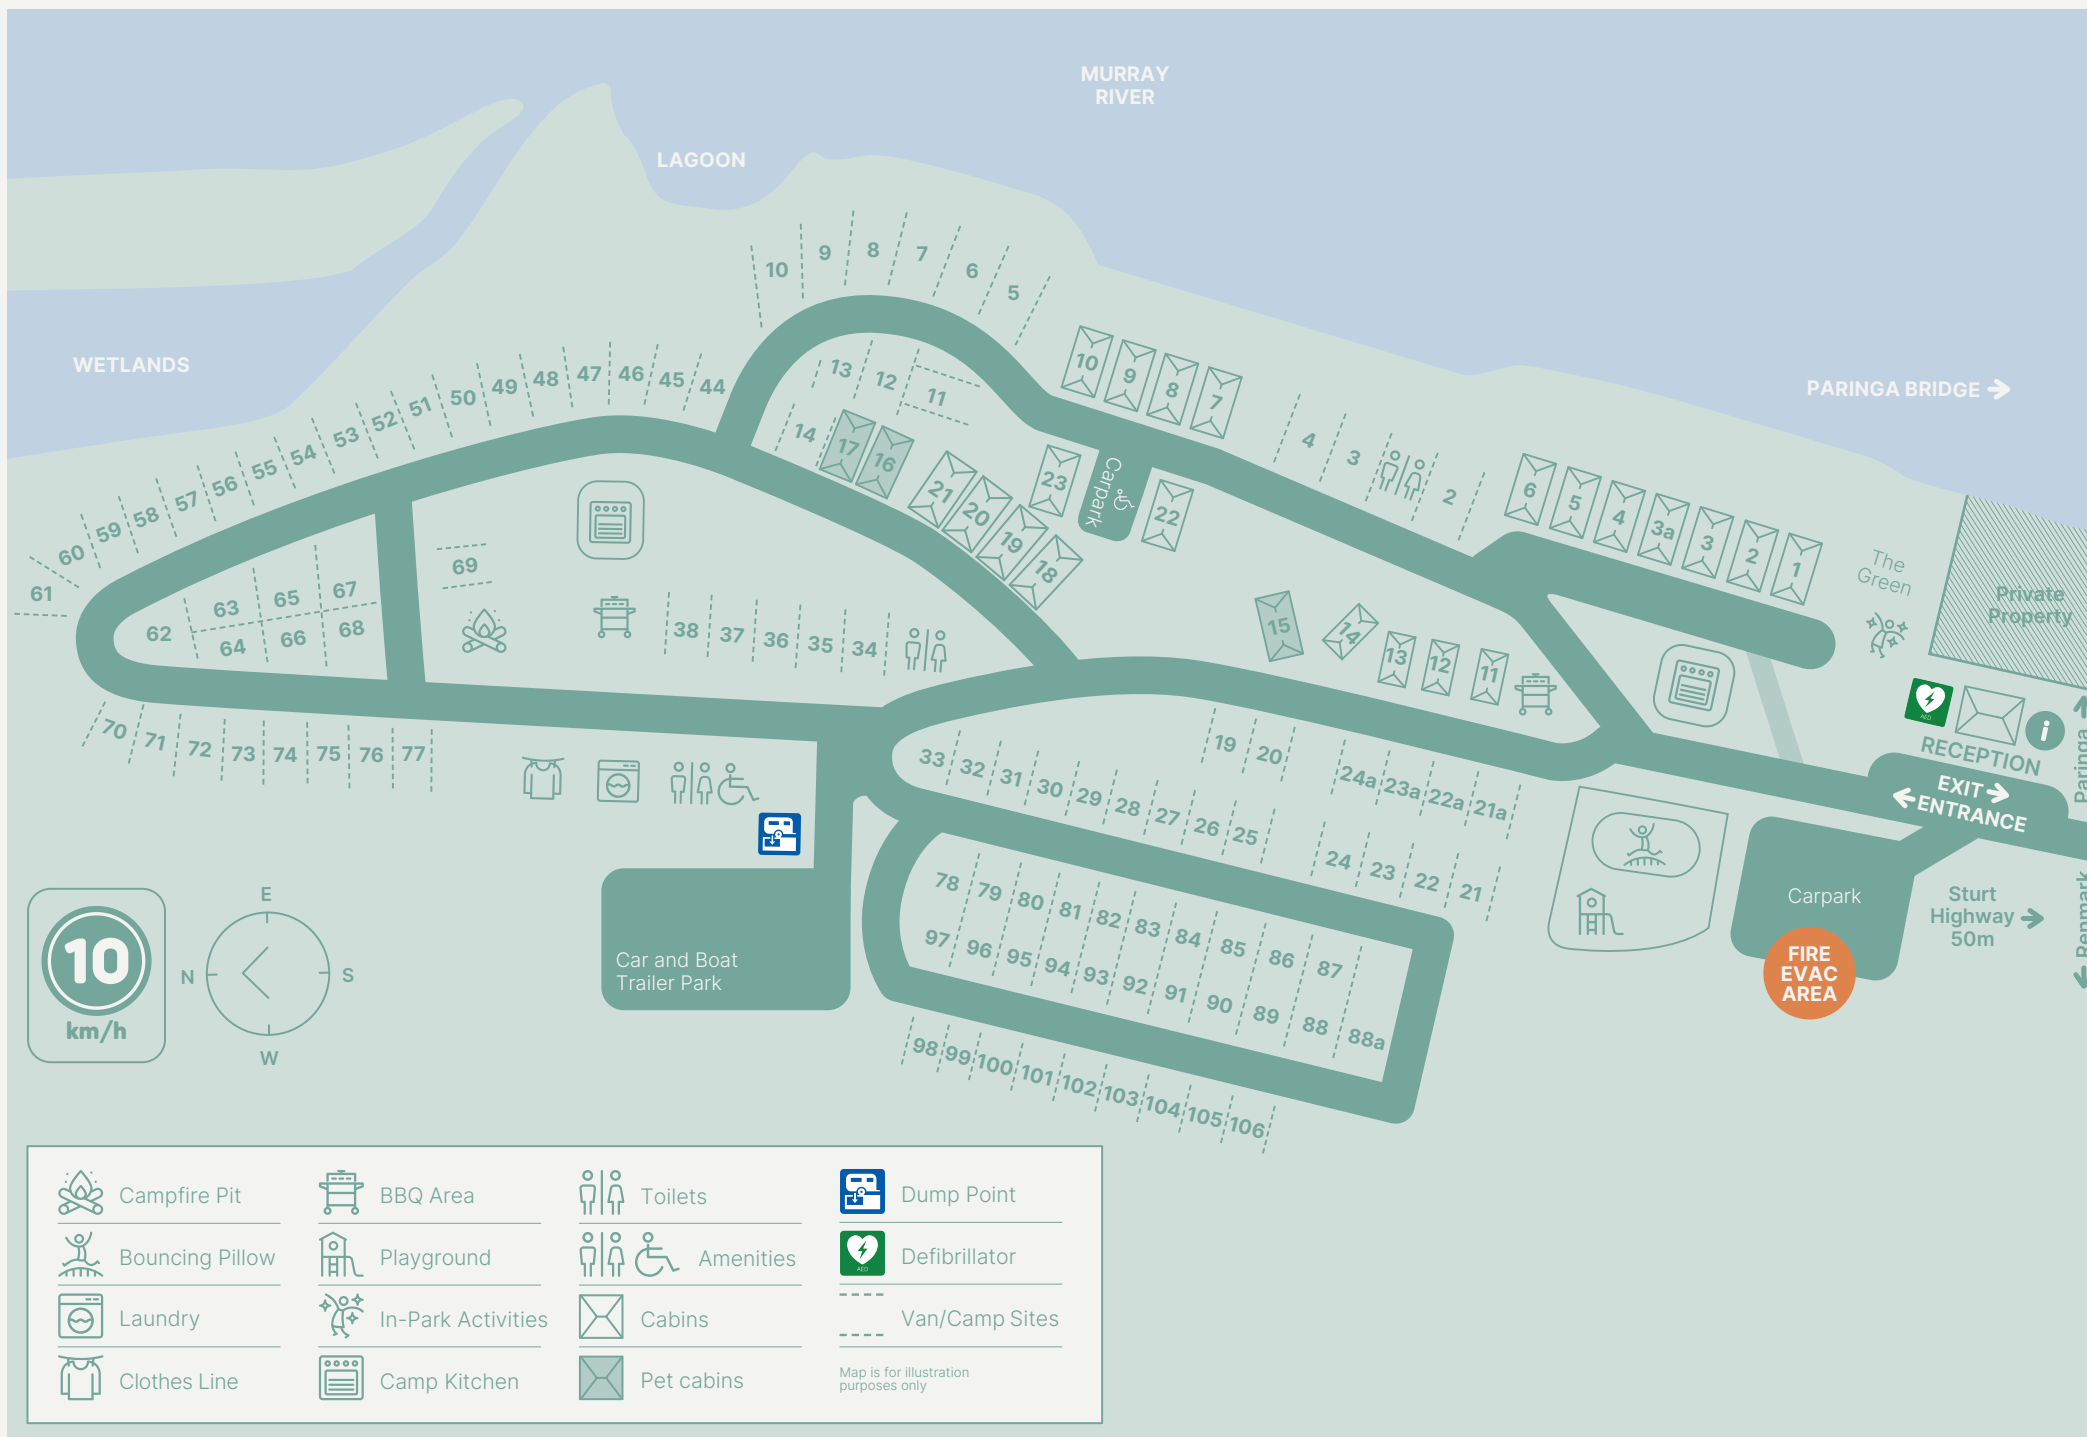 MURRAY
RIVER
LAGOON
WETLANDS
PARINGA BRIDGE
10
9
8
7
6
5
13
12
11
14
17
16
21
20
19
18
23
Carpark
22
10
9
8
7
4
3
2
6
5
4
3a
3
2
1
The
Green
Private
Property
44
45
46
47
48
49
50
51
52
53
54
55
56
57
58
59
60
61
62
63
65
67
64
66
68
69
38
37
36
35
34
15
14
13
12
11
AED
i
RECEPTION
EXIT
ENTRANCE
Paringa
Renmark
70
71
72
73
74
75
76
77
33
32
31
30
29
28
27
26
25
19
20
24a
23a
22a
21a
24
23
22
21
78
79
80
81
82
83
84
85
86
87
97
96
95
94
93
92
91
90
89
88
88a
98
99
100
101
102
103
104
105
106
Carpark
FIRE
EVAC
AREA
Sturt
Highway
50m
Car and Boat
Trailer Park
10
km/h
E
N
S
W
Campfire Pit
BBQ Area
Toilets
Dump Point
Bouncing Pillow
Playground
Amenities
AED
Defibrillator
Laundry
In-Park Activities
Cabins
Van/Camp Sites
Clothes Line
Camp Kitchen
Pet cabins
Map is for illustration
purposes only